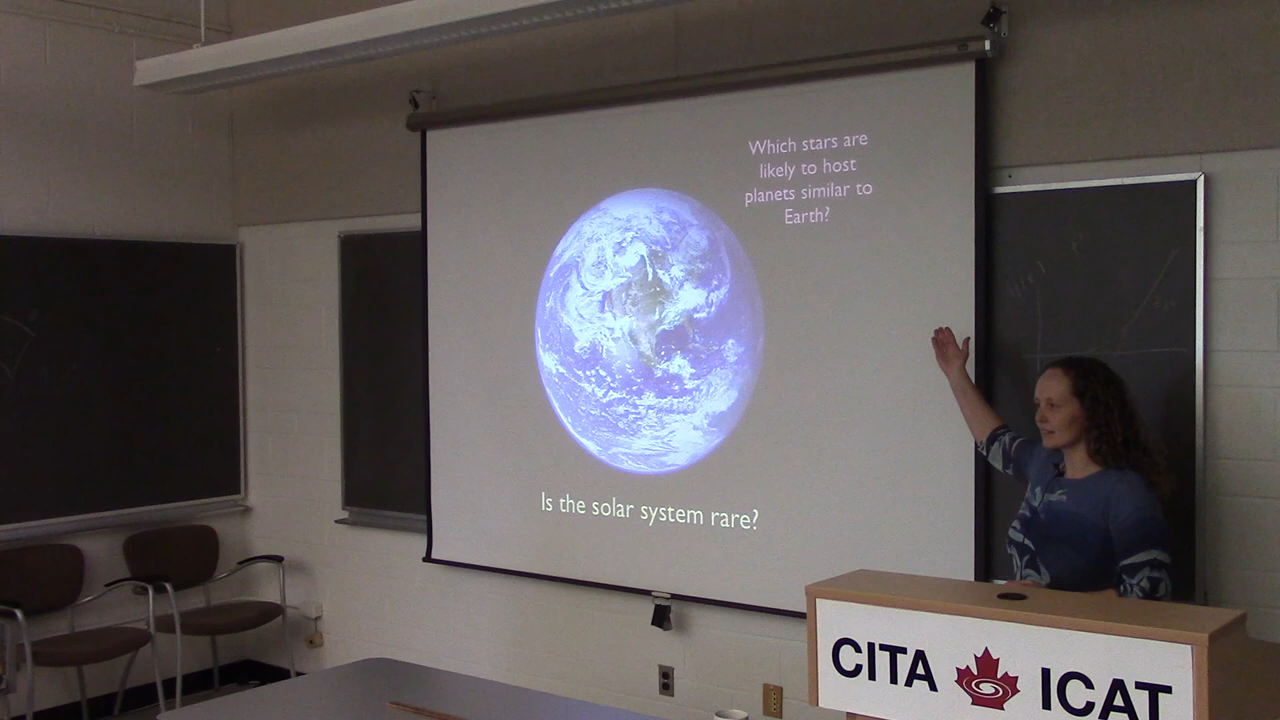 Which stars are
likely to host
planets similar to
Earth?
Is the solar system rare?
CITA ICAT